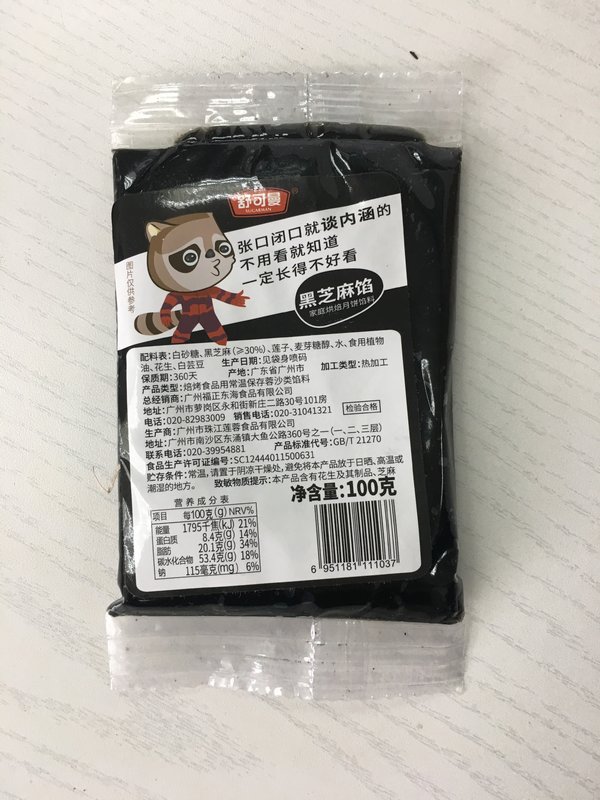 舒可曼®
SUGARMAN
张口闭口就谈内涵的
不用看就知道
一定长得不好看
图片仅供参考
黑芝麻馅
家庭烘焙月饼馅料
配料表：白砂糖、黑芝麻(≥30%)、莲子、麦芽糖醇、水、食用植物
油、花生、白芸豆 生产日期：见袋身喷码
保质期：360天 产地：广东省广州市 加工类型：热加工
产品类型：焙烤食品用常温保存蓉沙类馅料
总经销商：广州福正东海食品有限公司
地址：广州市萝岗区永和街新庄二路30号101房
电话：020-82983009 销售电话：020-31041321 检验合格
生产商：广州市珠江莲蓉食品有限公司
地址：广州市南沙区东涌镇大鱼公路360号之一(一、二、三层)
联系电话：020-39954881 产品标准代号：GB/T 21270
食品生产许可证编号：SC12444011500631
贮存条件：常温，请置于阴凉干燥处，避免将本产品放于日晒、高温或
潮湿的地方。 致敏物质提示：本产品含有花生及其制品、芝麻
净含量：100克
营养成分表
项目 每100克(g) NRV%
能量 1795千焦(kJ) 21%
蛋白质 8.4克(g) 14%
脂肪 20.1克(g) 34%
碳水化合物 53.4克(g) 18%
钠 115毫克(mg) 6%
6 951181 111037